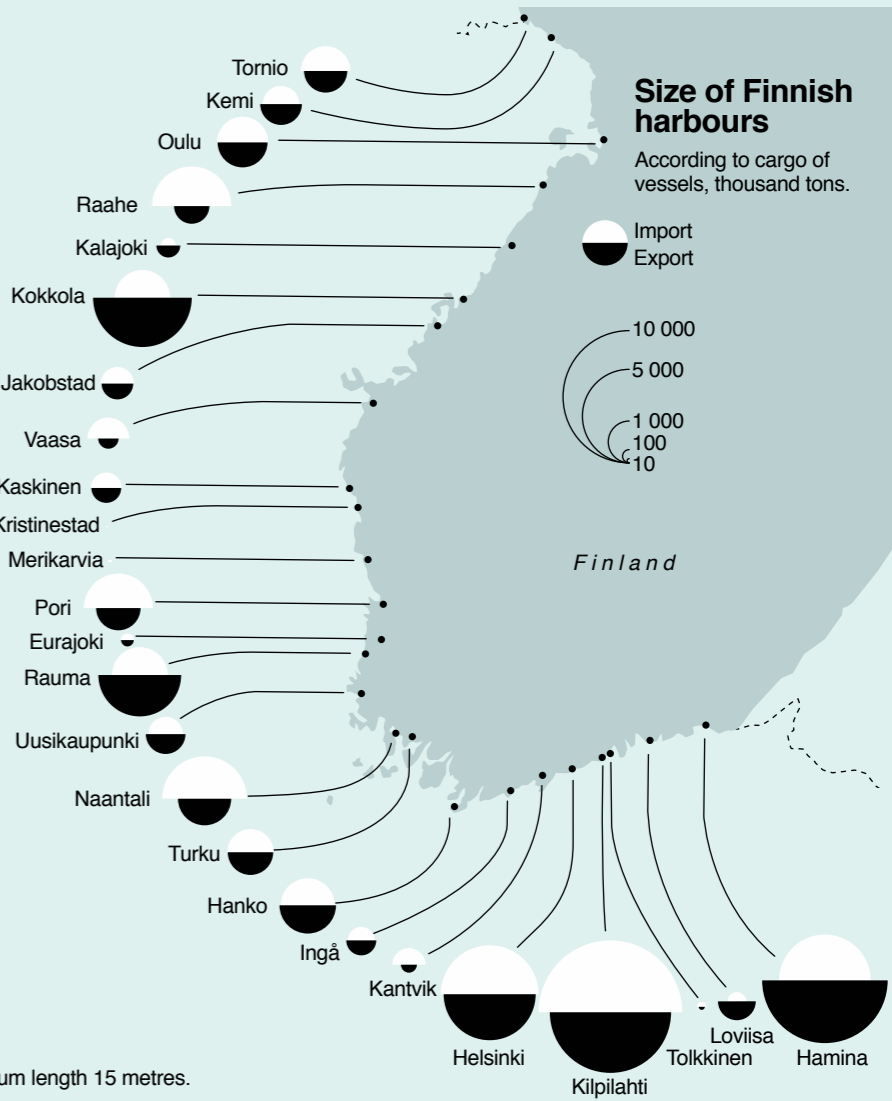 Size of Finnish
harbours
According to cargo of
vessels, thousand tons.
Import
Export
10 000
5 000
1 000
100
10
Tornio
Kemi
Oulu
Raahe
Kalajoki
Kokkola
Jakobstad
Vaasa
Kaskinen
Kristinestad
Merikarvia
Pori
Eurajoki
Rauma
Uusikaupunki
Naantali
Turku
Hanko
Ingå
Kantvik
Helsinki
Kilpilahti
Tolkkinen
Loviisa
Hamina
Finland
um length 15 metres.